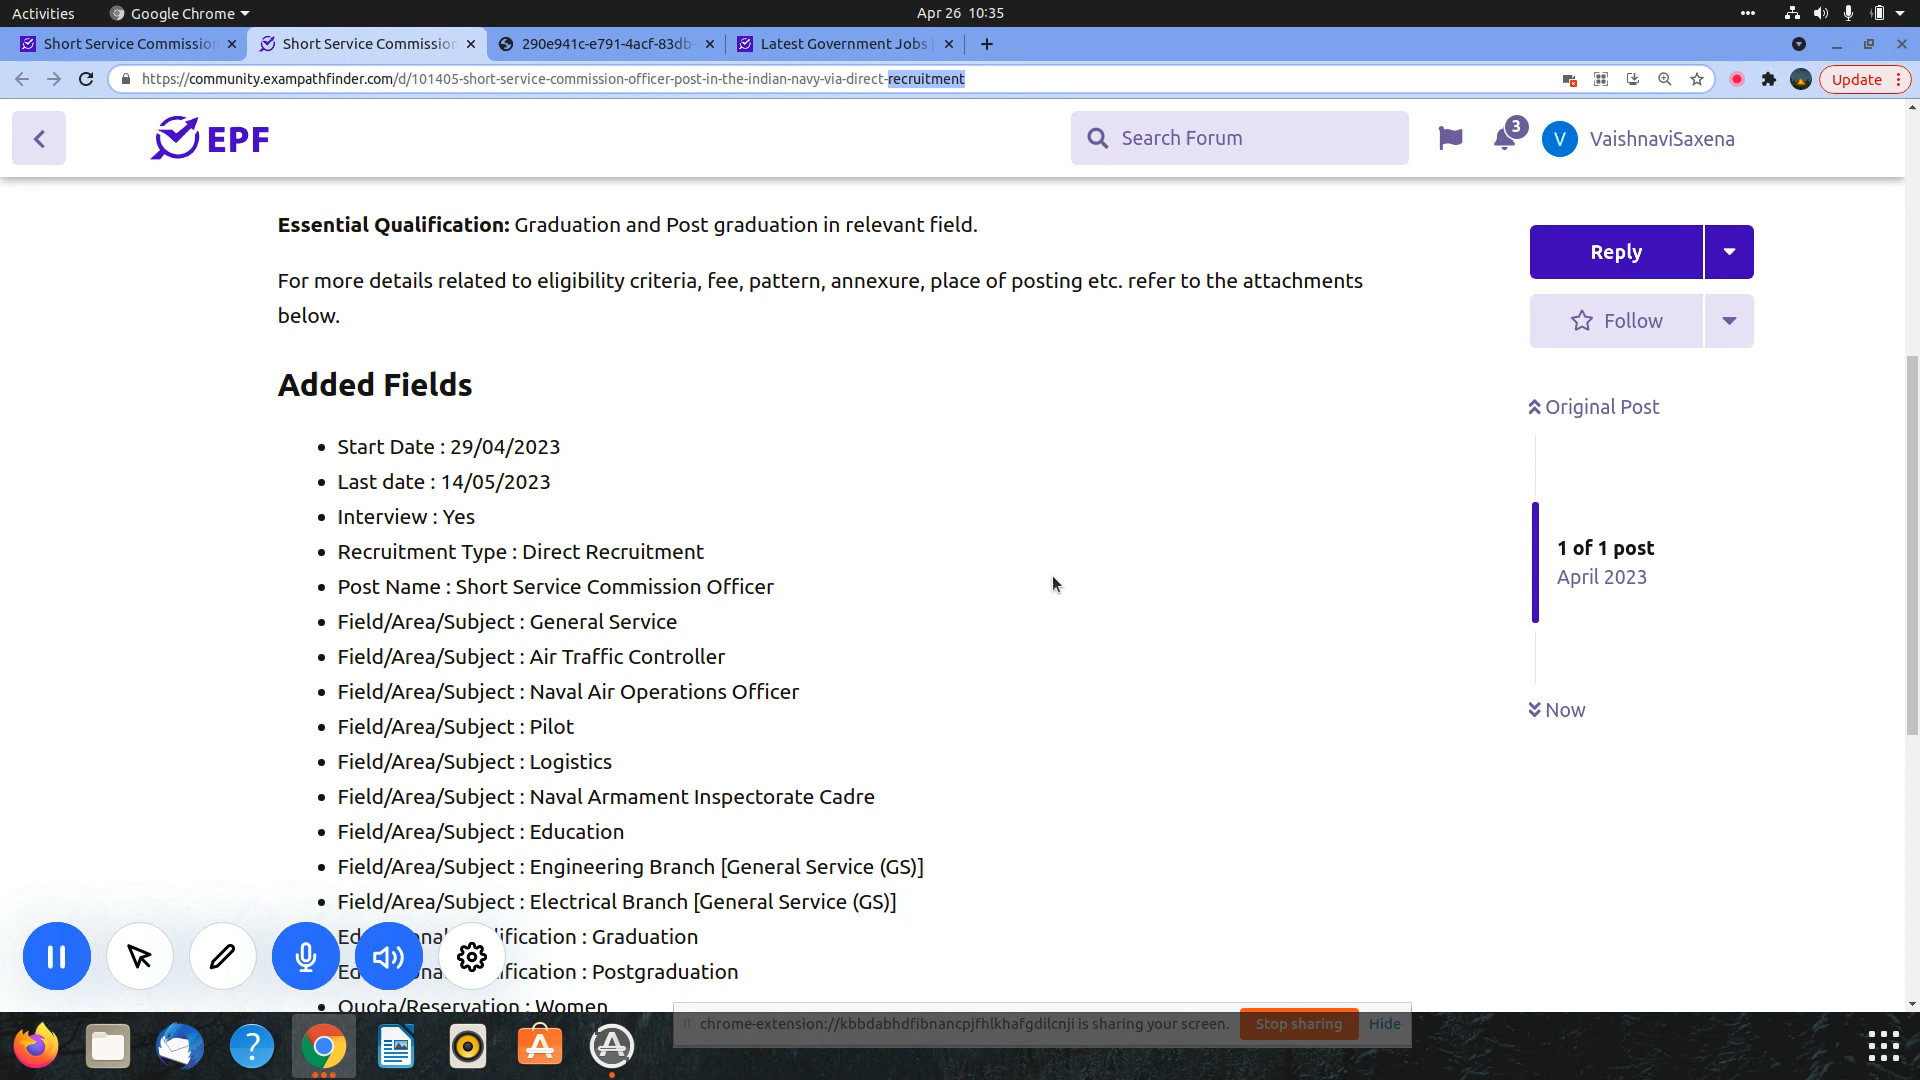 Activities
Google Chrome
Apr 26 10:35
Short Service Commission
Short Service Commission
290e941c-e791-4acf-83db-
Latest Government Jobs
https://community.exampathfinder.com/d/101405-short-service-commission-officer-post-in-the-indian-navy-via-direct-recruitment
Update
EPF
Search Forum
3
V
VaishnaviSaxena
Essential Qualification: Graduation and Post graduation in relevant field.
For more details related to eligibility criteria, fee, pattern, annexure, place of posting etc. refer to the attachments
below.
Reply
Follow
Added Fields
Original Post
• Start Date : 29/04/2023
• Last date : 14/05/2023
• Interview : Yes
• Recruitment Type : Direct Recruitment
• Post Name : Short Service Commission Officer
• Field/Area/Subject : General Service
• Field/Area/Subject : Air Traffic Controller
• Field/Area/Subject : Naval Air Operations Officer
• Field/Area/Subject : Pilot
• Field/Area/Subject : Logistics
• Field/Area/Subject : Naval Armament Inspectorate Cadre
• Field/Area/Subject : Education
• Field/Area/Subject : Engineering Branch [General Service (GS)]
• Field/Area/Subject : Electrical Branch [General Service (GS)]
: Graduation
: Postgraduation
• Quota/Reservation : Women
1 of 1 post
April 2023
Now
chrome-extension://kbbdabhdfibnancpjfhlkhafgdilcnji is sharing your screen.
Stop sharing
Hide